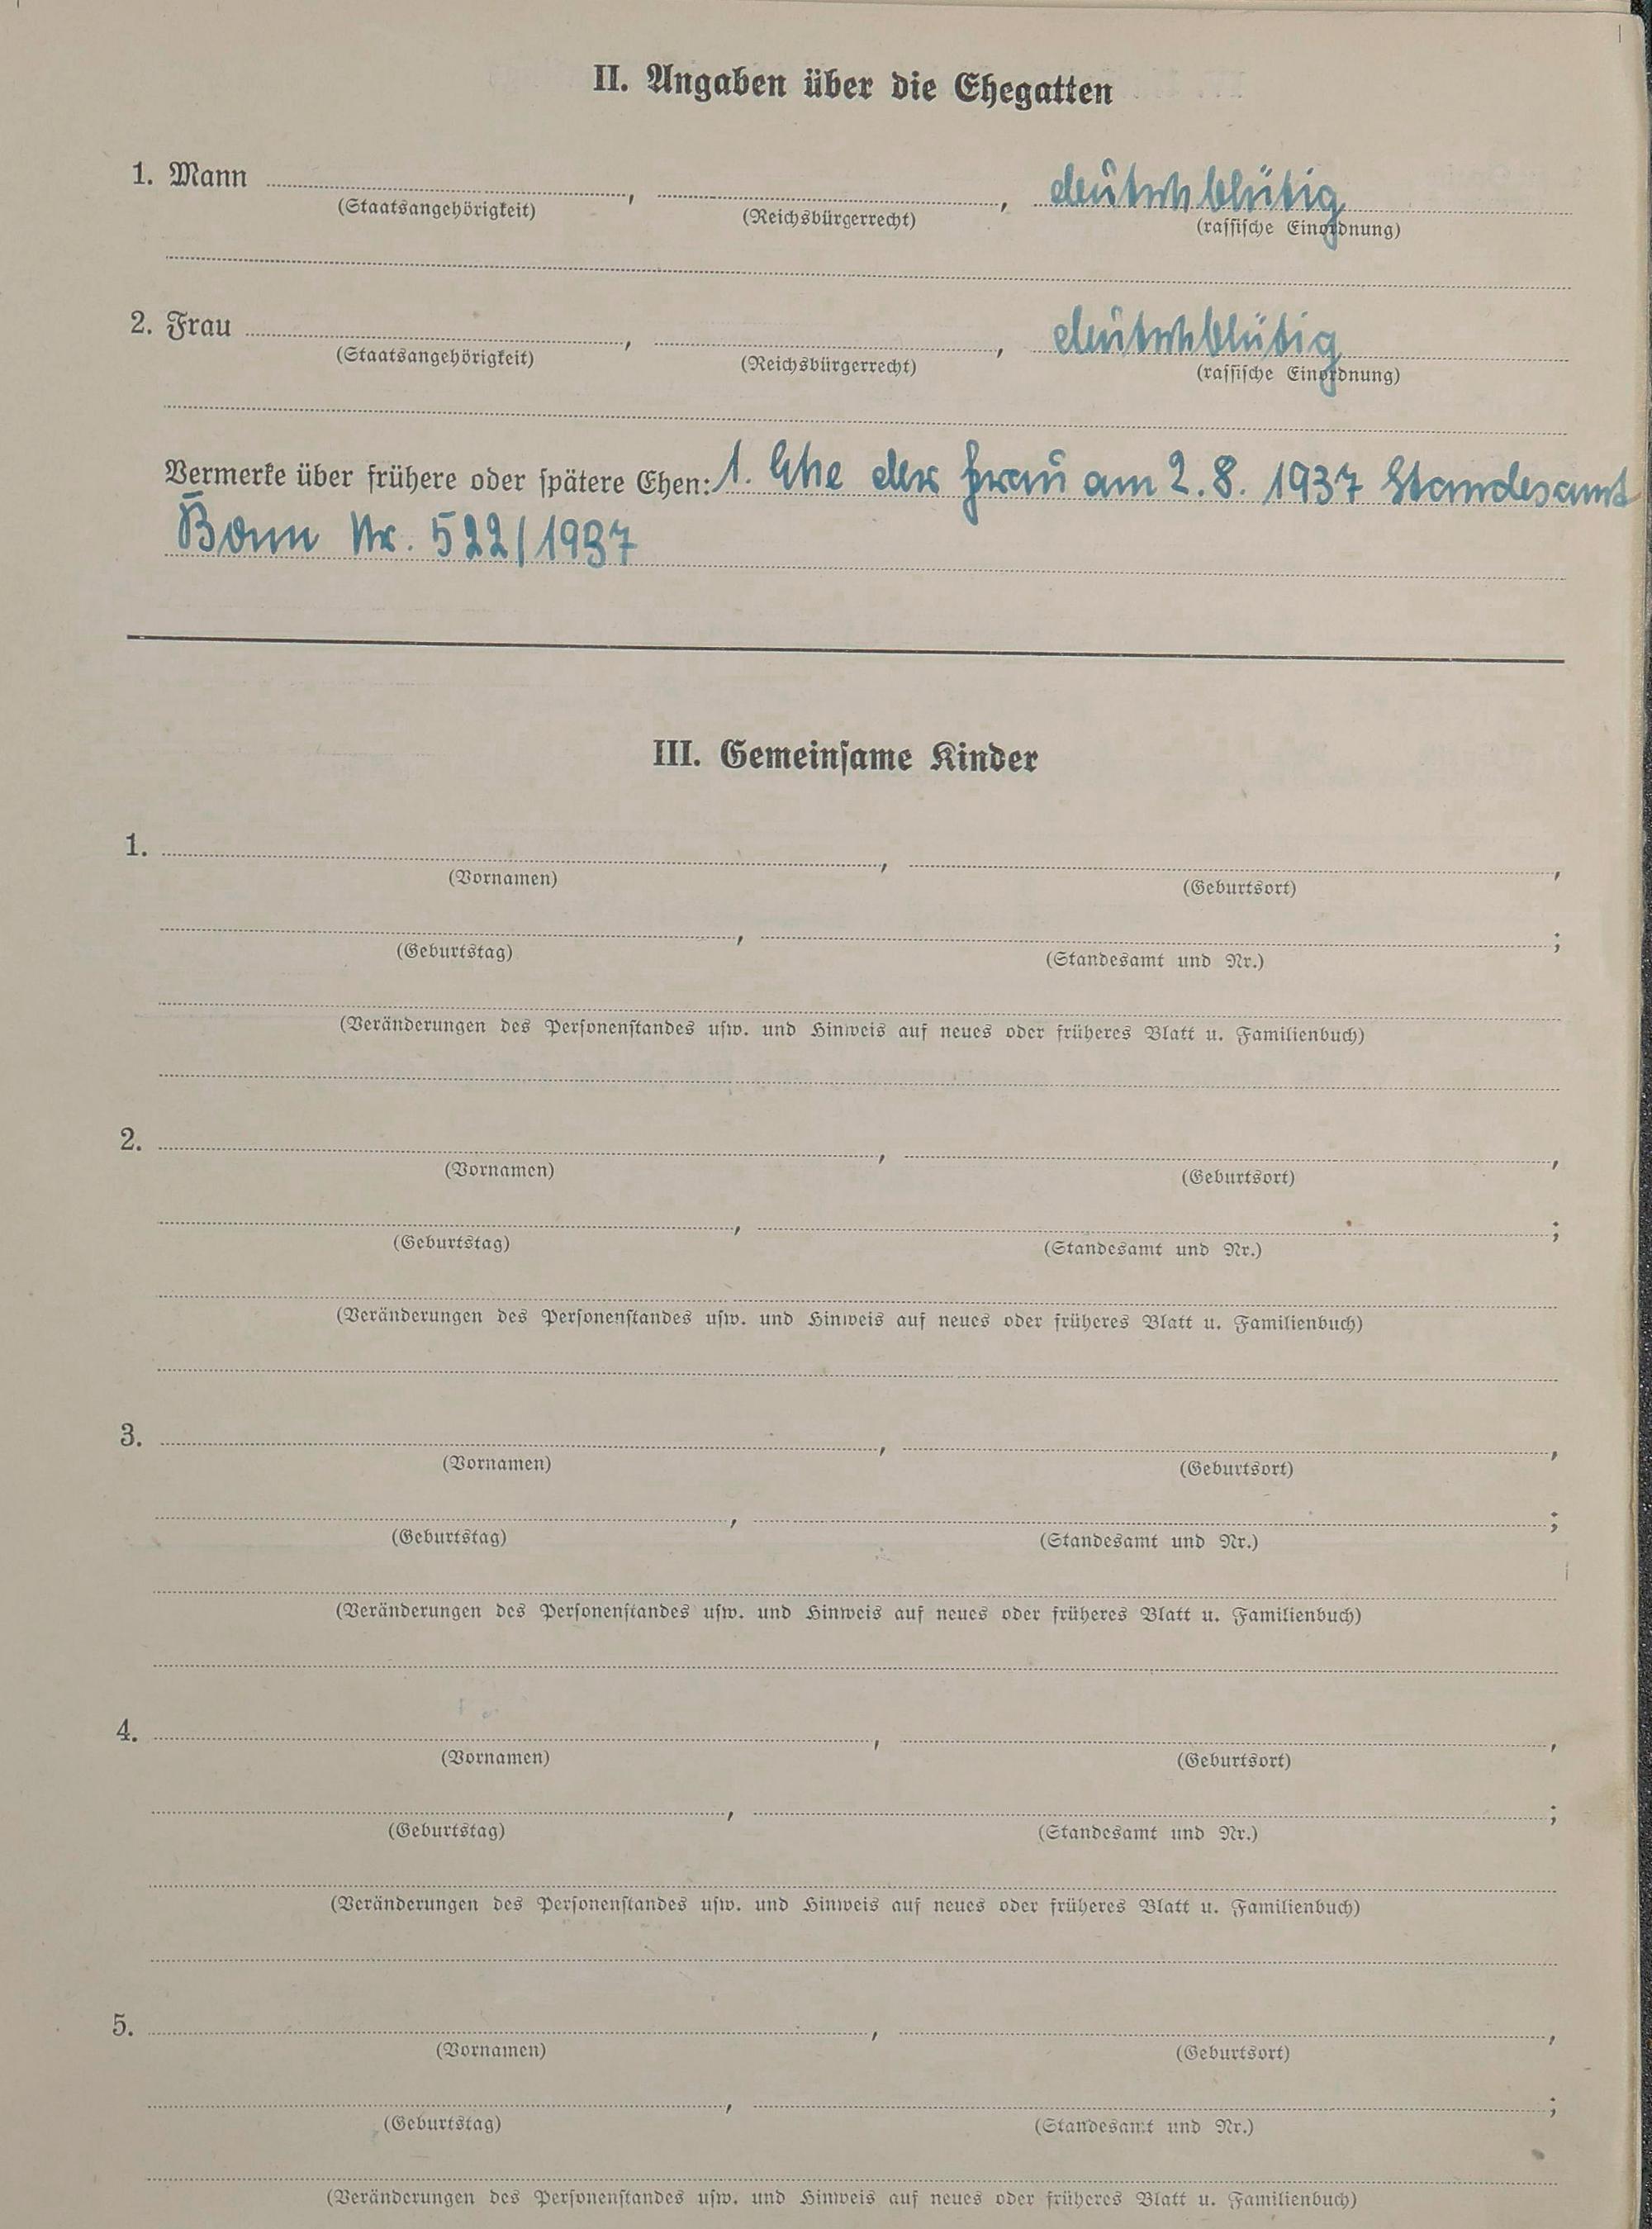 II. Angaben über die Ehegatten
1. Mann , , deutschblütig
(Staatsangehörigkeit) (Reichsbürgerrecht) (rassische Einordnung)
2. Frau , , deutschblütig
(Staatsangehörigkeit) (Reichsbürgerrecht) (rassische Einordnung)
Vermerke über frühere oder spätere Ehen: 1. Ehe der Frau am 2.8.1937 Standesamt
Bonn Nr. 522/1937
III. Gemeinsame Kinder
1. , ,
(Vornamen) (Geburtsort)
, ;
(Geburtstag) (Standesamt und Nr.)
(Veränderungen des Personenstandes usw. und Hinweis auf neues oder früheres Blatt u. Familienbuch)
2. , ,
(Vornamen) (Geburtsort)
, ;
(Geburtstag) (Standesamt und Nr.)
(Veränderungen des Personenstandes usw. und Hinweis auf neues oder früheres Blatt u. Familienbuch)
3. , ,
(Vornamen) (Geburtsort)
, ;
(Geburtstag) (Standesamt und Nr.)
(Veränderungen des Personenstandes usw. und Hinweis auf neues oder früheres Blatt u. Familienbuch)
4. , ,
(Vornamen) (Geburtsort)
, ;
(Geburtstag) (Standesamt und Nr.)
(Veränderungen des Personenstandes usw. und Hinweis auf neues oder früheres Blatt u. Familienbuch)
5. , ,
(Vornamen) (Geburtsort)
, ;
(Geburtstag) (Standesamt und Nr.)
(Veränderungen des Personenstandes usw. und Hinweis auf neues oder früheres Blatt u. Familienbuch)